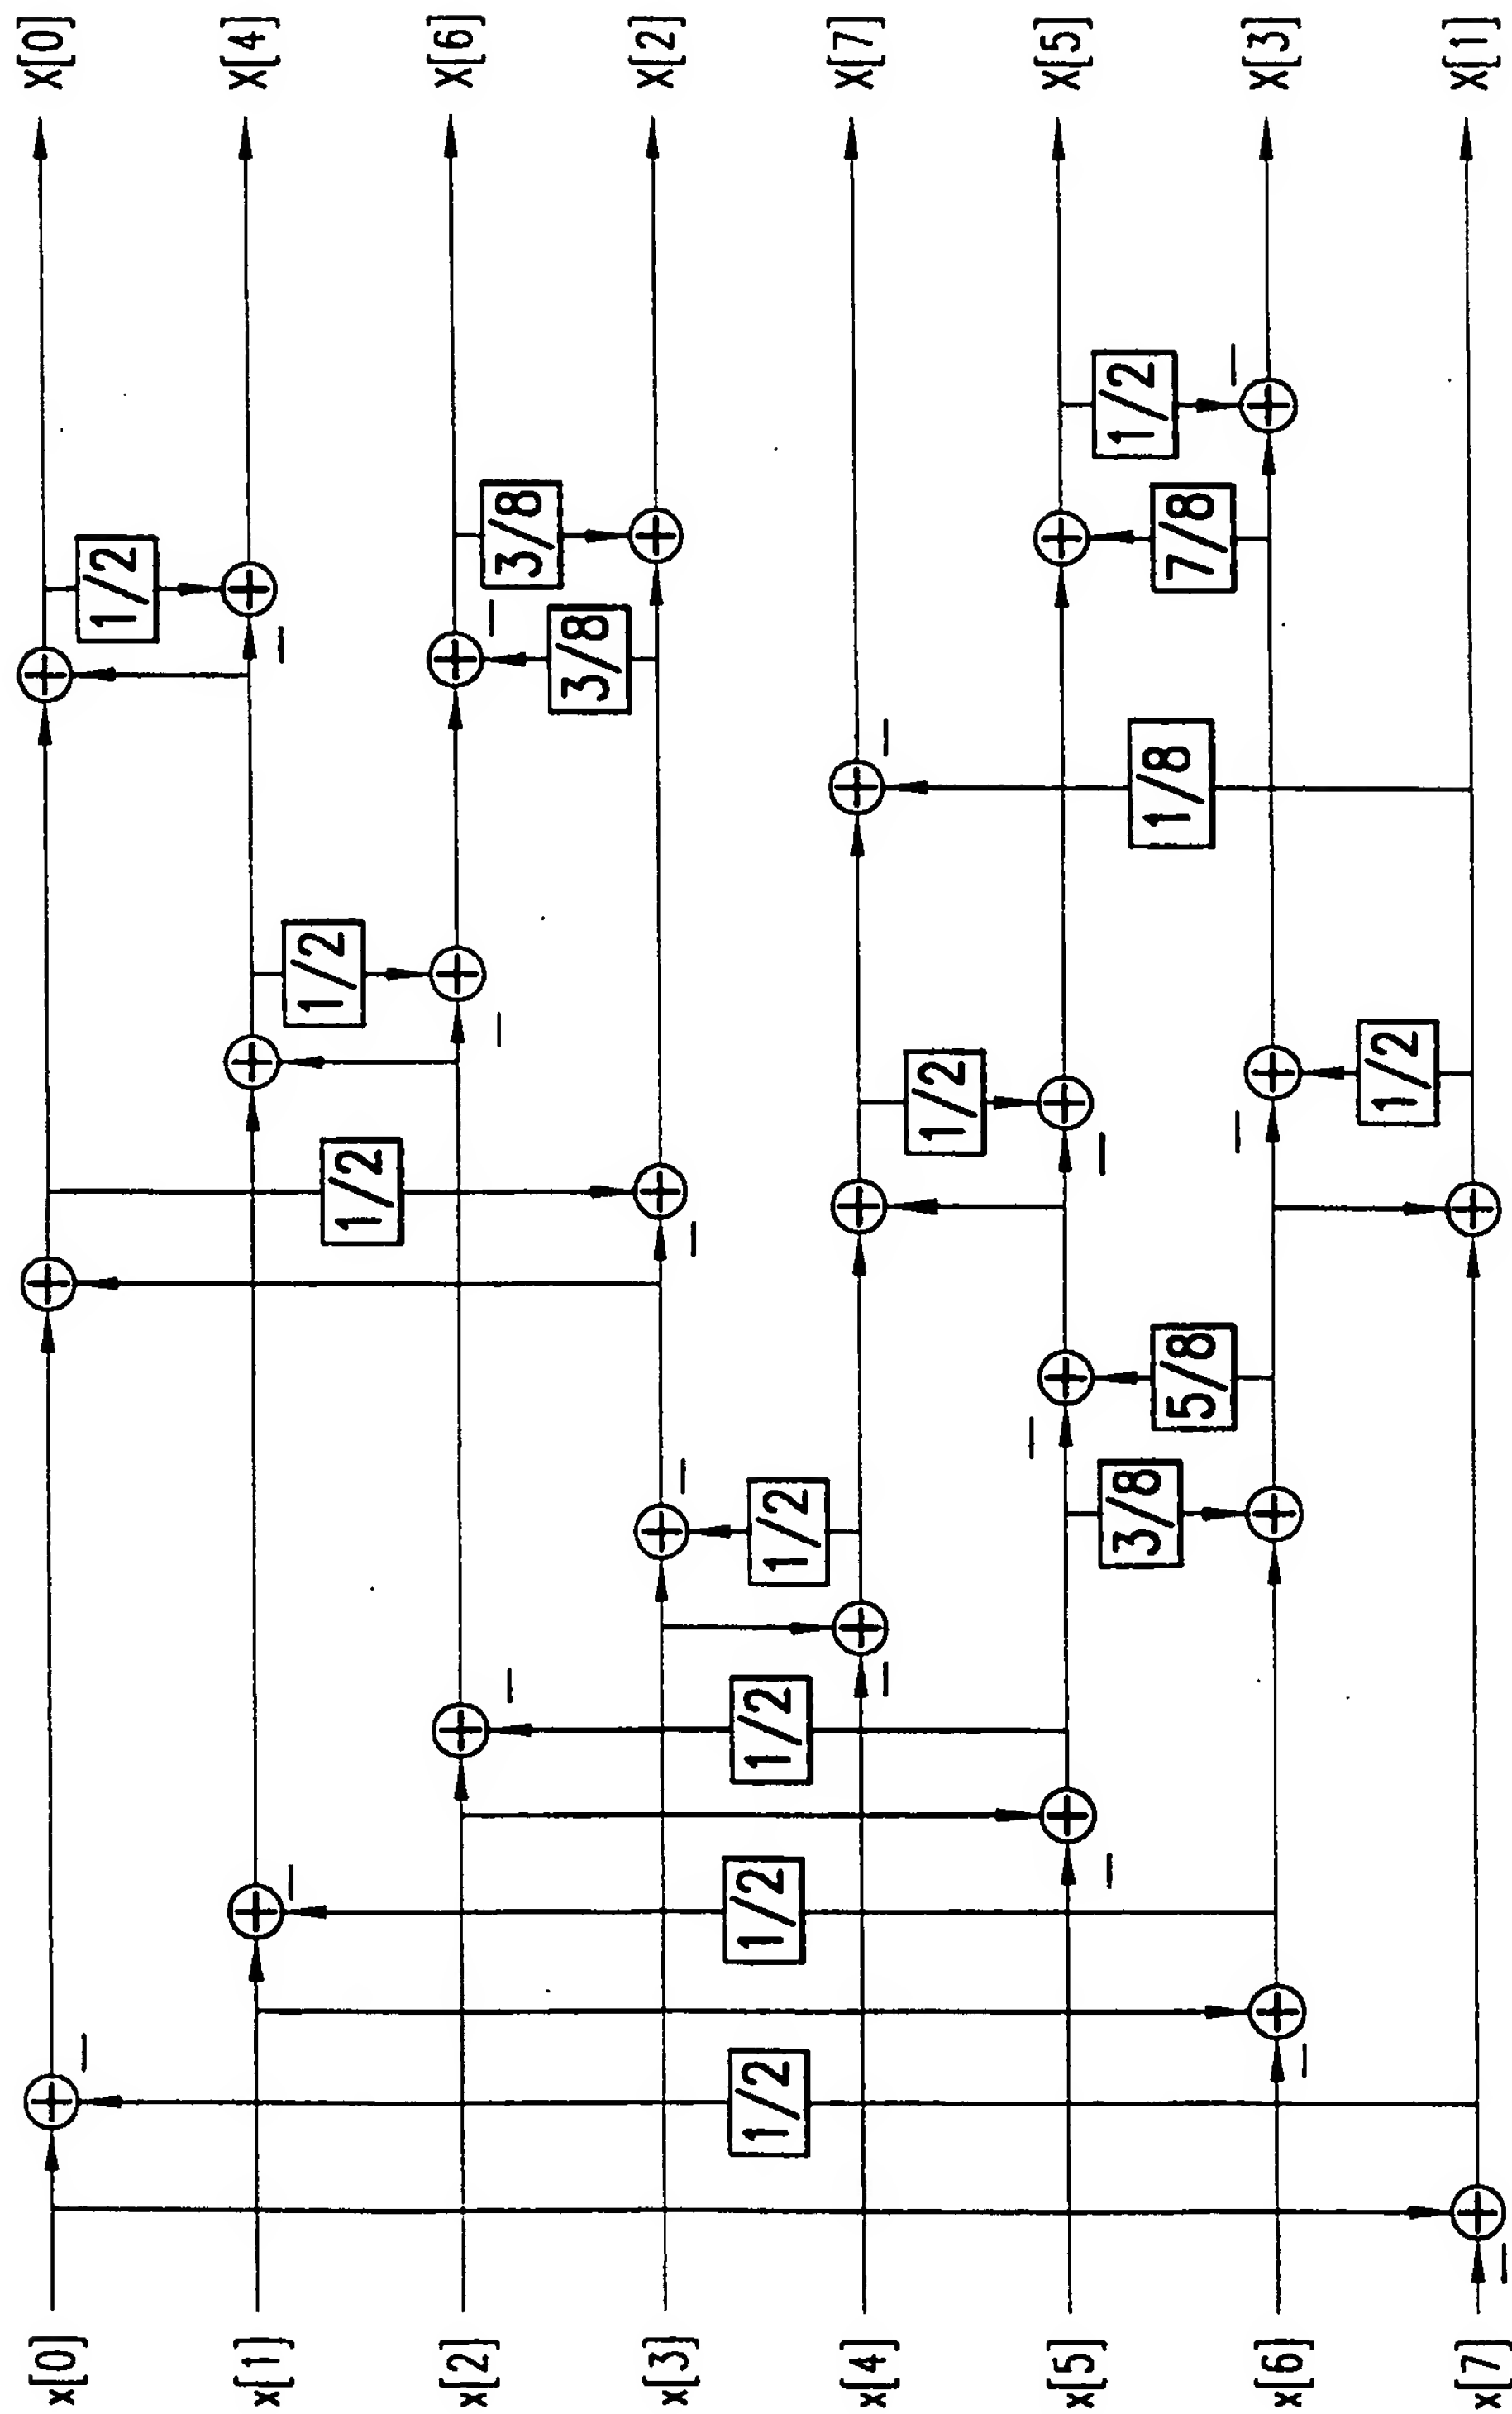 X[0]
X[4]
X[6]
X[2]
X[7]
X[5]
X[3]
X[1]
1/2
1/2
3/8
7/8
3/8
1/8
1/2
1/2
1/2
1/2
5/8
3/8
1/2
1/2
1/2
1/2
x[0]
x[1]
x[2]
x[3]
x[4]
x[5]
x[6]
x[7]